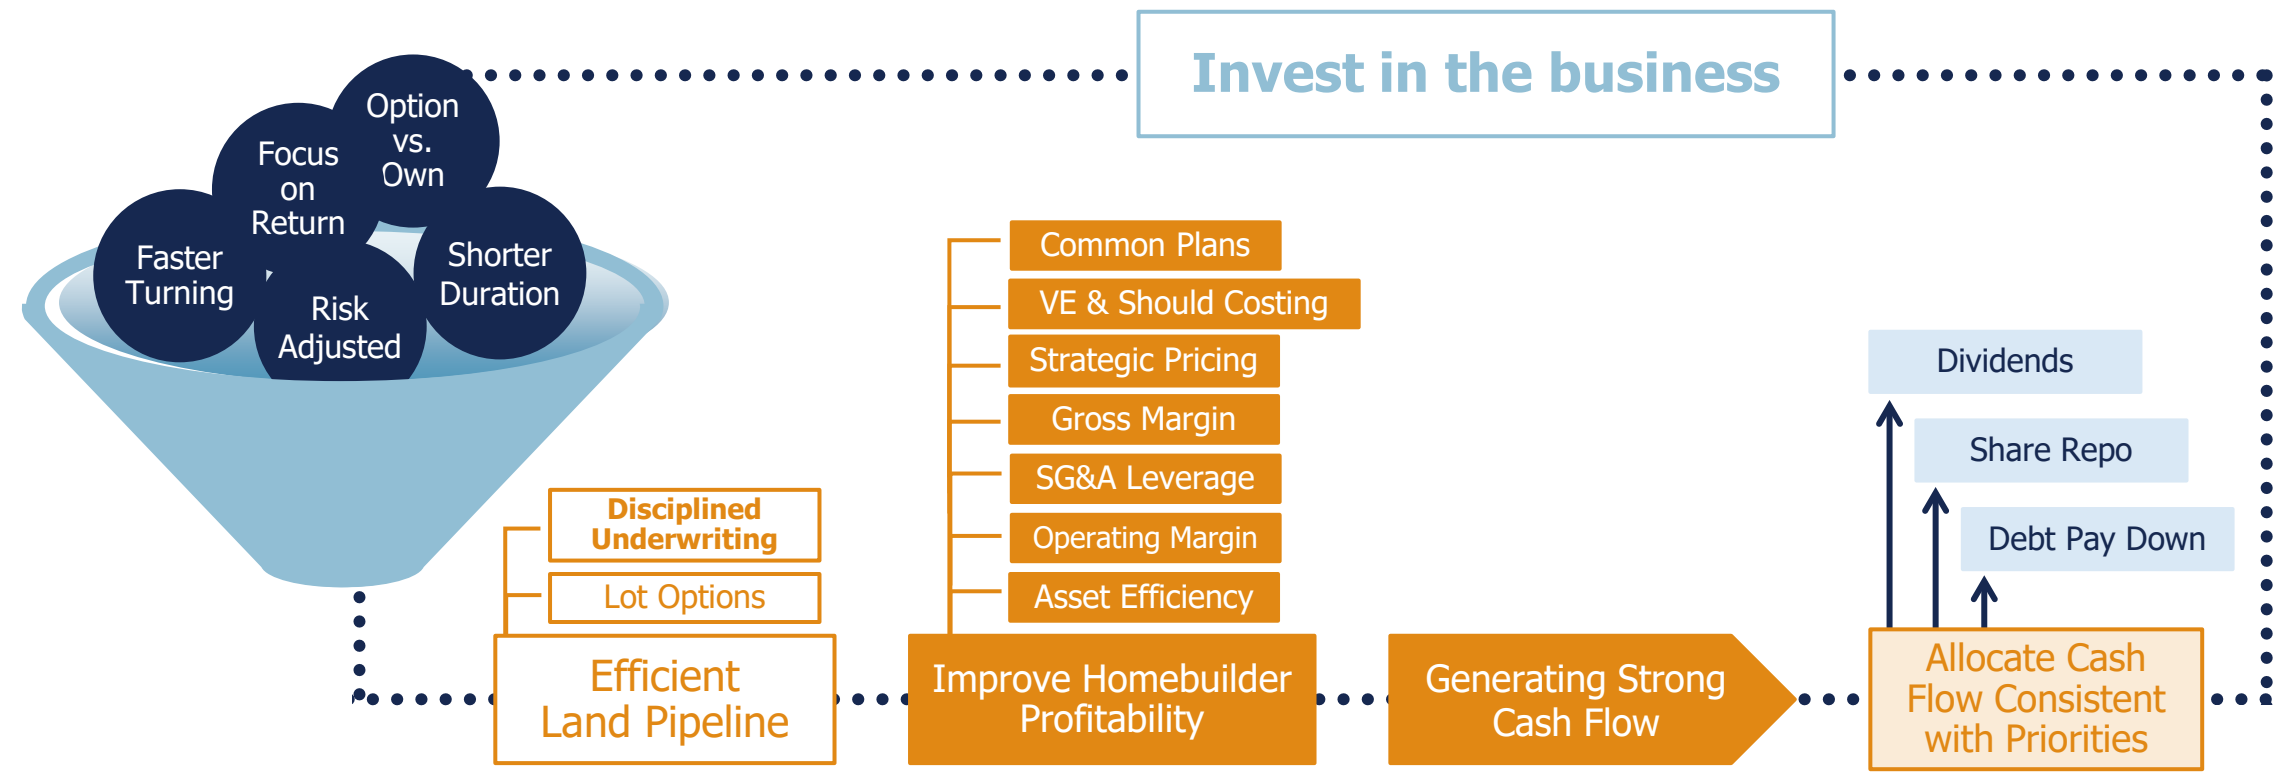 Invest in the business
Option
vs.
Own
Focus
on
Return
Faster
Turning
Risk
Adjusted
Shorter
Duration
Disciplined
Underwriting
Lot Options
Efficient
Land Pipeline
Common Plans
VE & Should Costing
Strategic Pricing
Gross Margin
SG&A Leverage
Operating Margin
Asset Efficiency
Improve Homebuilder
Profitability
Generating Strong
Cash Flow
Dividends
Share Repo
Debt Pay Down
Allocate Cash
Flow Consistent
with Priorities